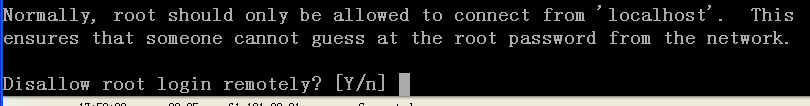 Normally, root should only be allowed to connect from 'localhost'.  This
ensures that someone cannot guess at the root password from the network.
Disallow root login remotely? [Y/n]